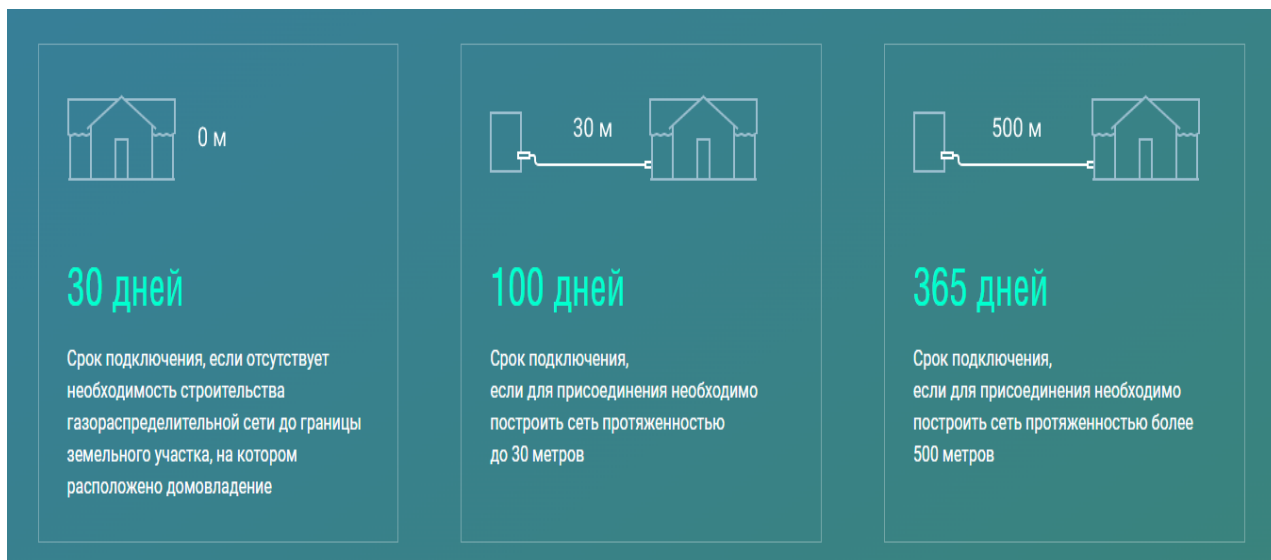 0 м
30 дней
Срок подключения, если отсутствует
необходимость строительства
газораспределительной сети до границы
земельного участка, на котором
расположено домовладение
30 м
100 дней
Срок подключения,
если для присоединения необходимо
построить сеть протяженностью
до 30 метров
500 м
365 дней
Срок подключения,
если для присоединения необходимо
построить сеть протяженностью более
500 метров